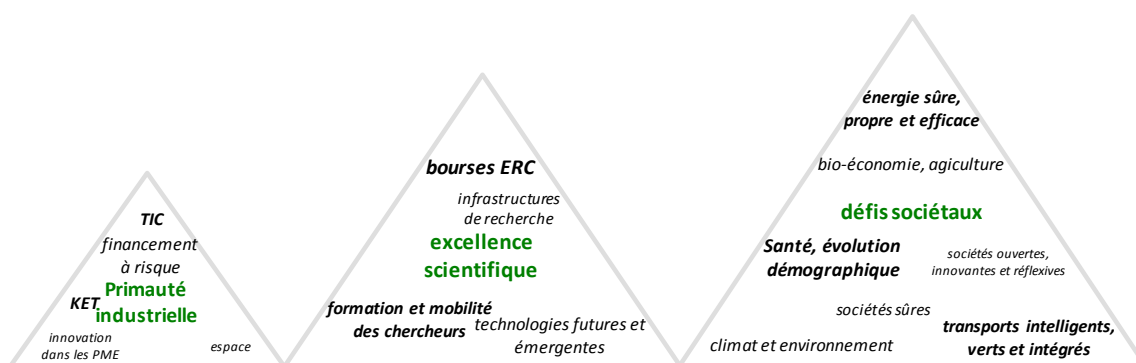 TIC
financement
à risque
KET
Primauté
industrielle
innovation
dans les PME
espace
bourses ERC
infrastructures
de recherche
excellence
scientifique
formation et mobilité
des chercheurs
technologies futures et
émergentes
énergie sûre,
propre et efficace
bio-économie, agiculture
défis sociétaux
Santé, évolution
démographique
sociétés ouvertes,
innovantes et réflexives
sociétés sûres
climat et environnement
transports intelligents,
verts et intégrés